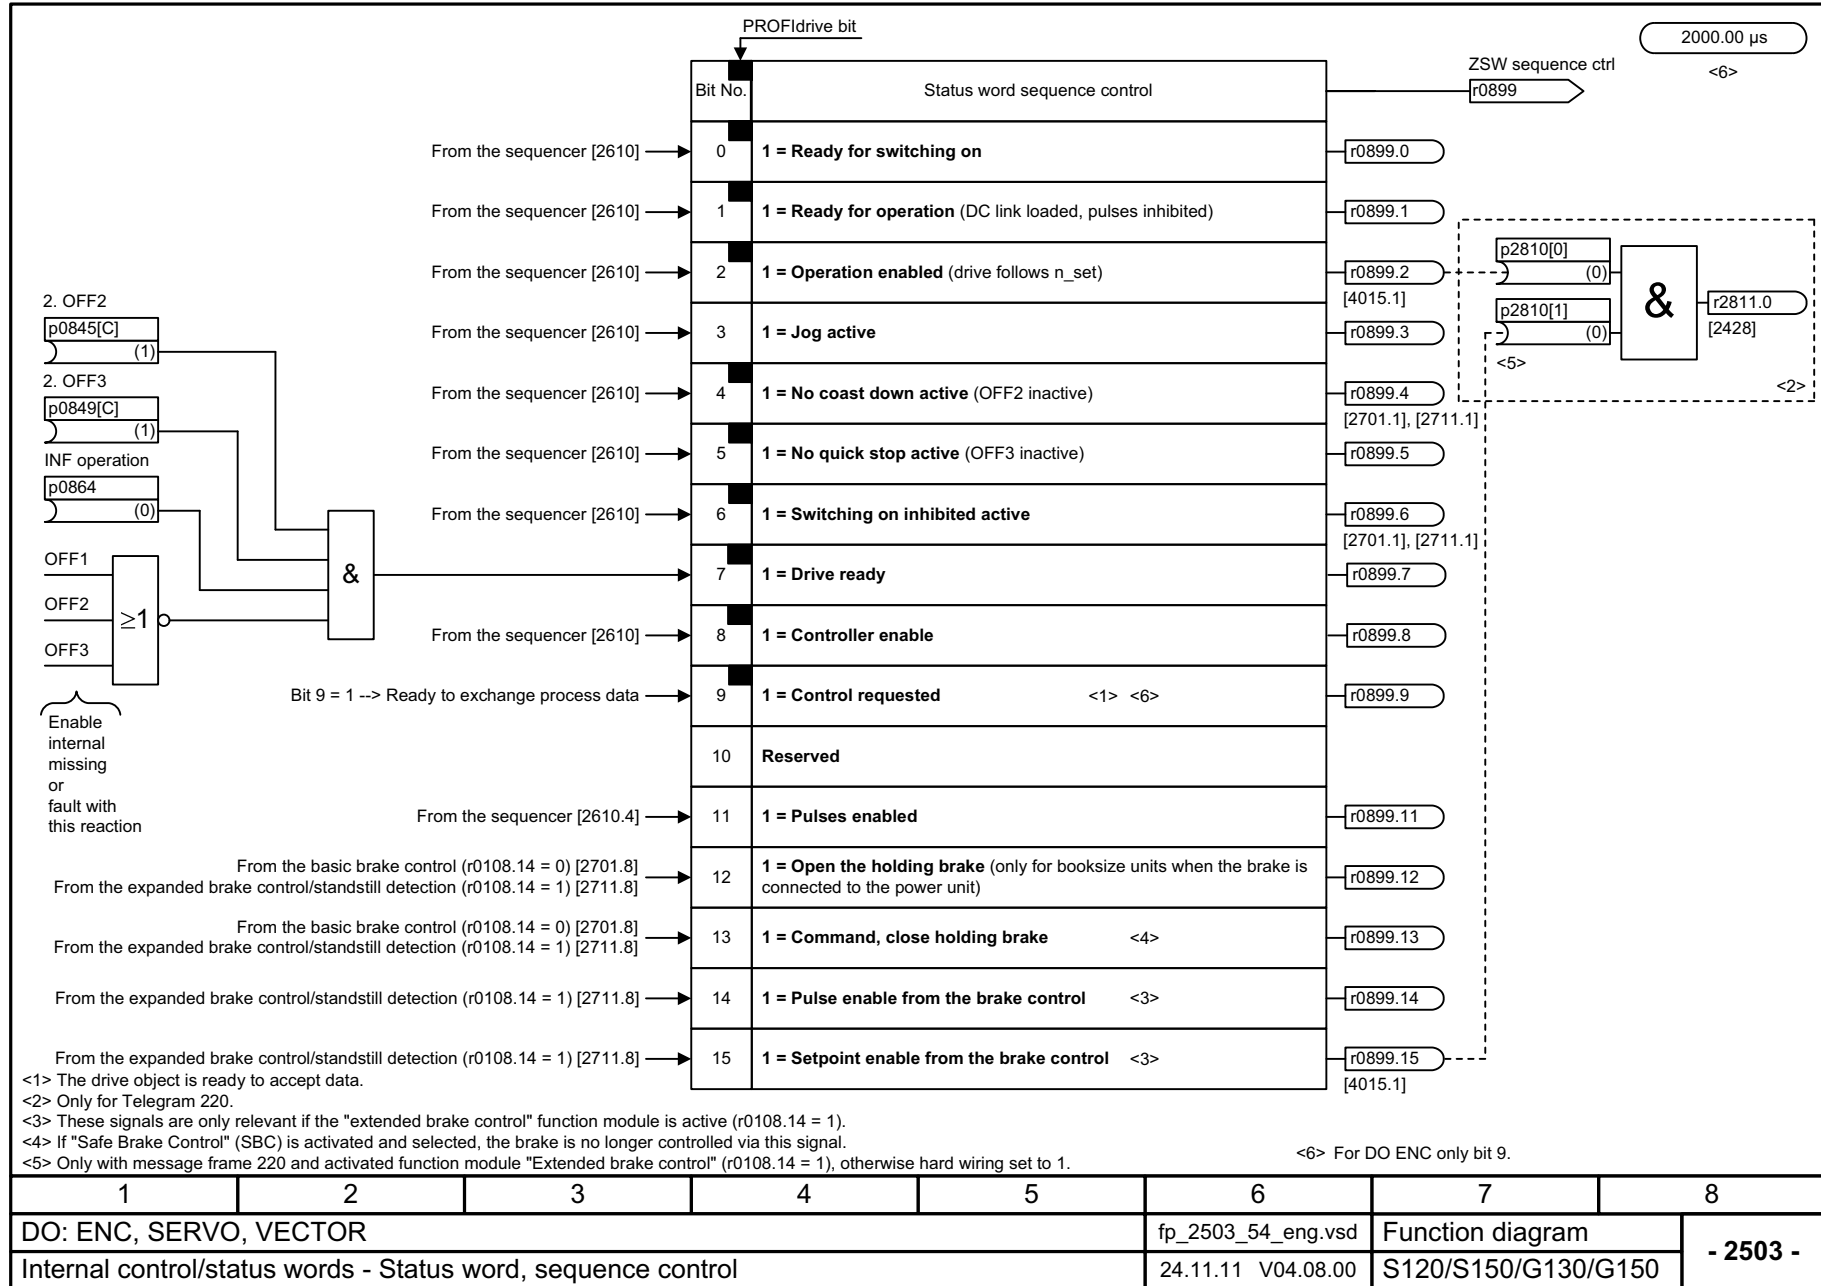 PROFIdrive bit
2000.00 µs
<6>
Bit No.
Status word sequence control
ZSW sequence ctrl
r0899
From the sequencer [2610]
0
1 = Ready for switching on
r0899.0
From the sequencer [2610]
1
1 = Ready for operation (DC link loaded, pulses inhibited)
r0899.1
From the sequencer [2610]
2
1 = Operation enabled (drive follows n_set)
r0899.2
[4015.1]
p2810[0]
(0)
p2810[1]
(0)
&
r2811.0
[2428]
<5>
<2>
From the sequencer [2610]
3
1 = Jog active
r0899.3
From the sequencer [2610]
4
1 = No coast down active (OFF2 inactive)
r0899.4
[2701.1], [2711.1]
From the sequencer [2610]
5
1 = No quick stop active (OFF3 inactive)
r0899.5
From the sequencer [2610]
6
1 = Switching on inhibited active
r0899.6
[2701.1], [2711.1]
2. OFF2
p0845[C]
(1)
2. OFF3
p0849[C]
(1)
INF operation
p0864
(0)
OFF1
OFF2
OFF3
≥1
&
Enable
internal
missing
or
fault with
this reaction
7
1 = Drive ready
r0899.7
From the sequencer [2610]
8
1 = Controller enable
r0899.8
Bit 9 = 1 --> Ready to exchange process data
9
1 = Control requested <1> <6>
r0899.9
10
Reserved
From the sequencer [2610.4]
11
1 = Pulses enabled
r0899.11
From the basic brake control (r0108.14 = 0) [2701.8]
From the expanded brake control/standstill detection (r0108.14 = 1) [2711.8]
12
1 = Open the holding brake (only for booksize units when the brake is
connected to the power unit)
r0899.12
From the basic brake control (r0108.14 = 0) [2701.8]
From the expanded brake control/standstill detection (r0108.14 = 1) [2711.8]
13
1 = Command, close holding brake <4>
r0899.13
From the expanded brake control/standstill detection (r0108.14 = 1) [2711.8]
14
1 = Pulse enable from the brake control <3>
r0899.14
From the expanded brake control/standstill detection (r0108.14 = 1) [2711.8]
15
1 = Setpoint enable from the brake control <3>
r0899.15
[4015.1]
<1> The drive object is ready to accept data.
<2> Only for Telegram 220.
<3> These signals are only relevant if the "extended brake control" function module is active (r0108.14 = 1).
<4> If "Safe Brake Control" (SBC) is activated and selected, the brake is no longer controlled via this signal.
<5> Only with message frame 220 and activated function module "Extended brake control" (r0108.14 = 1), otherwise hard wiring set to 1.
<6> For DO ENC only bit 9.
1 2 3 4 5 6 7 8
DO: ENC, SERVO, VECTOR
fp_2503_54_eng.vsd
Function diagram
- 2503 -
Internal control/status words - Status word, sequence control
24.11.11 V04.08.00
S120/S150/G130/G150